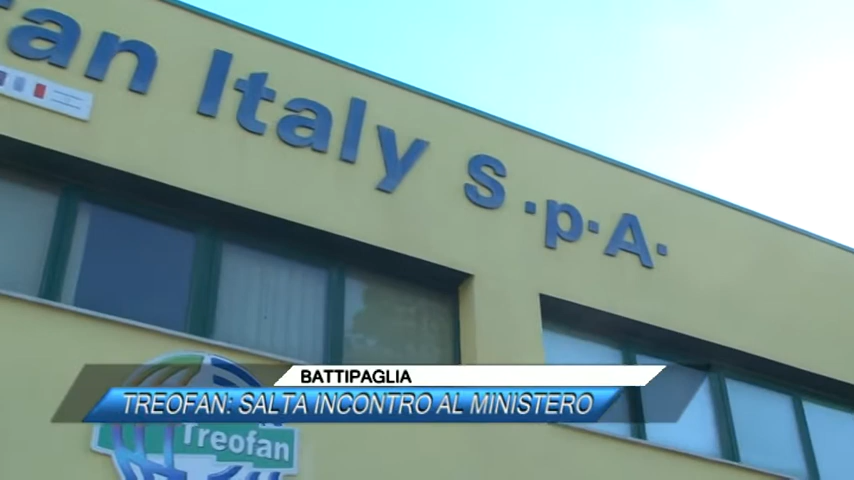 fan Italy S.p.A.
BATTIPAGLIA
TREOFAN: SALTA INCONTRO AL MINISTERO
Treofan